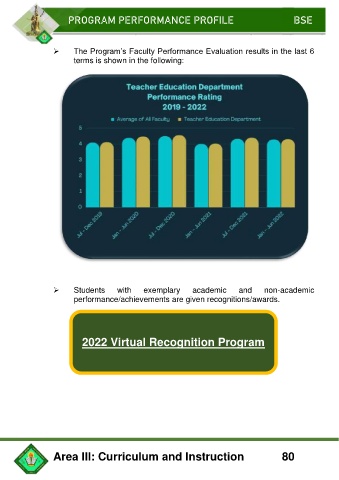 PROGRAM PERFORMANCE PROFILE BSE
➢ The Program's Faculty Performance Evaluation results in the last 6
terms is shown in the following:
Teacher Education Department
Performance Rating
2019 - 2022
Average of All Faculty Teacher Education Department
5
4
3
2
1
0
Jul - Dec 2019 Jan - Jun 2020 Jul - Dec 2020 Jan - Jun 2021 Jul - Dec 2021 Jan - Jun 2022
➢ Students with exemplary academic and non-academic
performance/achievements are given recognitions/awards.
2022 Virtual Recognition Program
Area III: Curriculum and Instruction 80